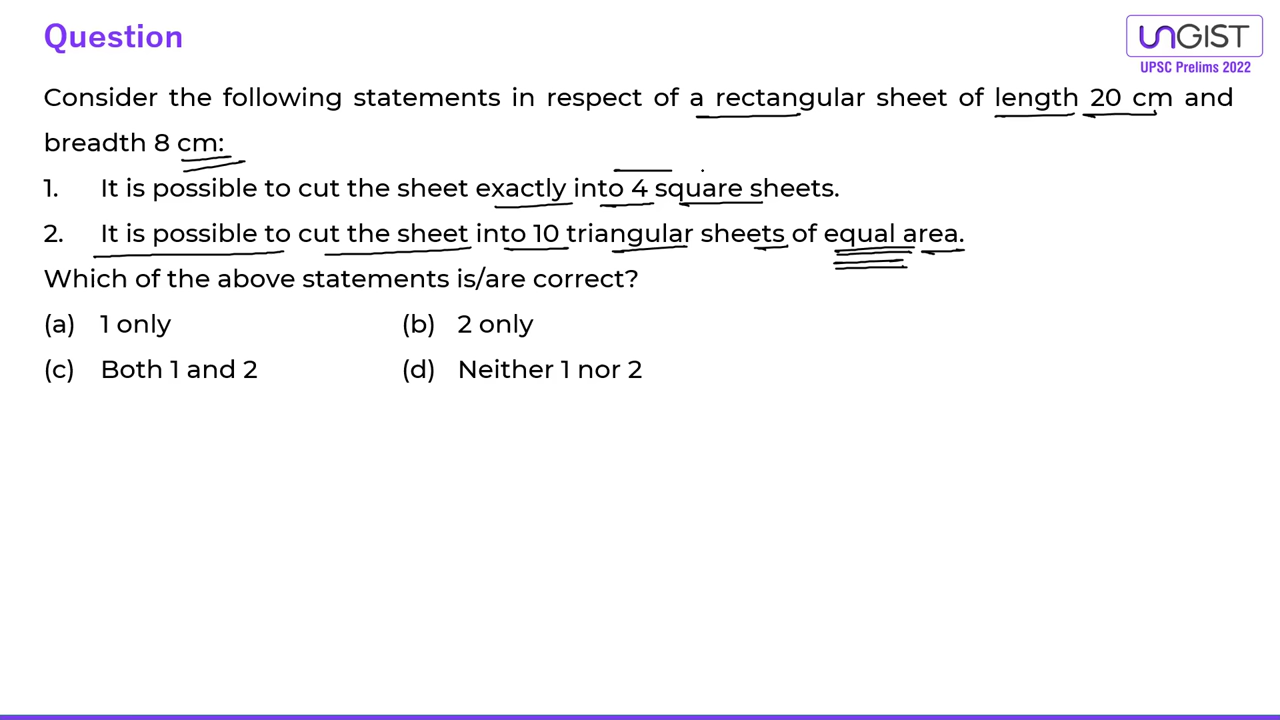 Question
UNGIST
UPSC Prelims 2022
Consider the following statements in respect of a rectangular sheet of length 20 cm and
breadth 8 cm:
1. It is possible to cut the sheet exactly into 4 square sheets.
2. It is possible to cut the sheet into 10 triangular sheets of equal area.
Which of the above statements is/are correct?
(a) 1 only (b) 2 only
(c) Both 1 and 2 (d) Neither 1 nor 2